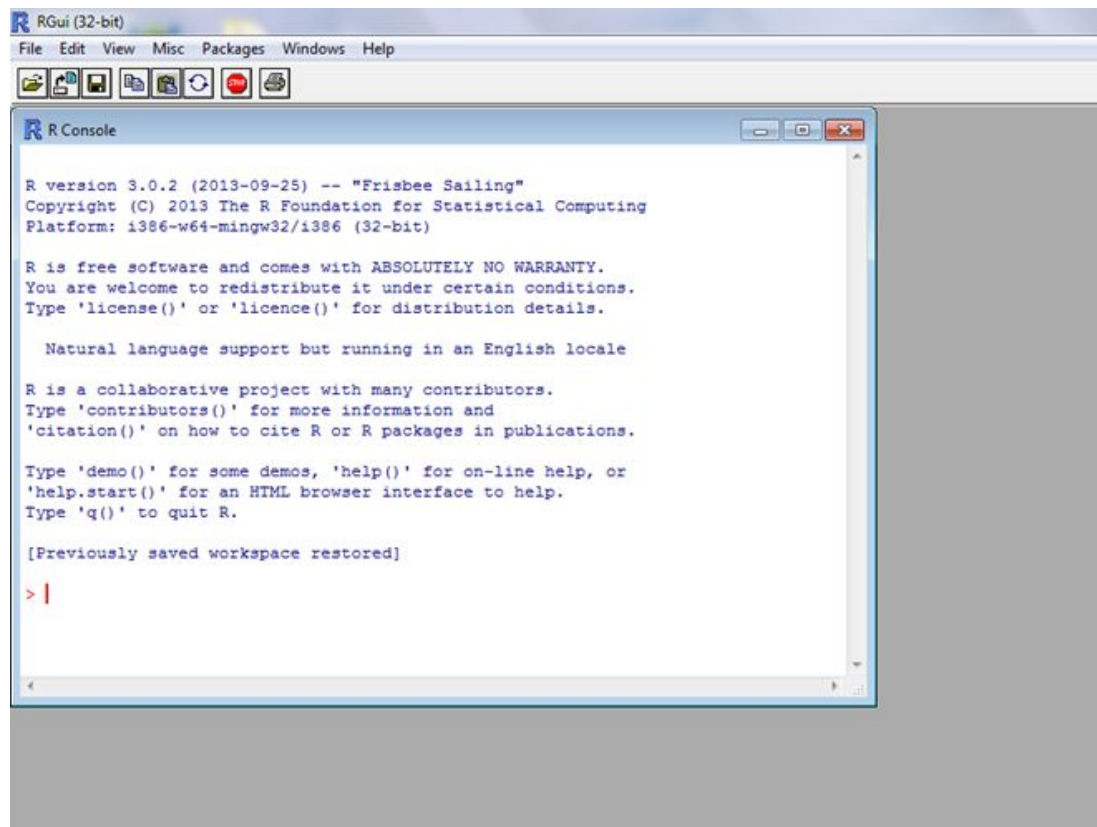 RGui (32-bit)
File Edit View Misc Packages Windows Help
STOP
R Console
R version 3.0.2 (2013-09-25) -- "Frisbee Sailing"
Copyright (C) 2013 The R Foundation for Statistical Computing
Platform: i386-w64-mingw32/i386 (32-bit)
R is free software and comes with ABSOLUTELY NO WARRANTY.
You are welcome to redistribute it under certain conditions.
Type 'license()' or 'licence()' for distribution details.
Natural language support but running in an English locale
R is a collaborative project with many contributors.
Type 'contributors()' for more information and
'citation()' on how to cite R or R packages in publications.
Type 'demo()' for some demos, 'help()' for on-line help, or
'help.start()' for an HTML browser interface to help.
Type 'q()' to quit R.
[Previously saved workspace restored]
>